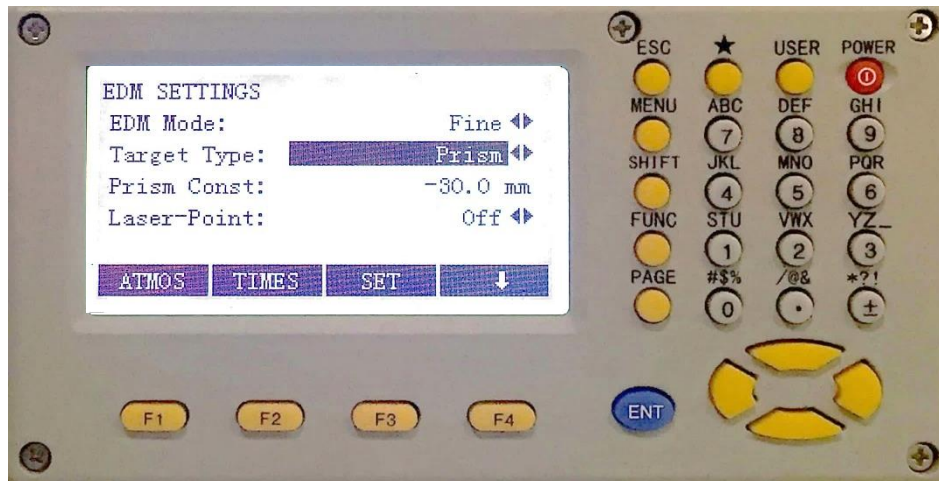 EDM SETTINGS
EDM Mode: Fine
Target Type: Prism
Prism Const: -30.0 mm
Laser-Point: Off
ATMOS TIMES SET
F1 F2 F3 F4
ESC ★ USER POWER
MENU ABC DEF GHI
7 8 9
SHIFT JKL MNO PQR
4 5 6
FUNC STU VWX YZ_
1 2 3
PAGE #$% /@& *?!
0 . ±
ENT